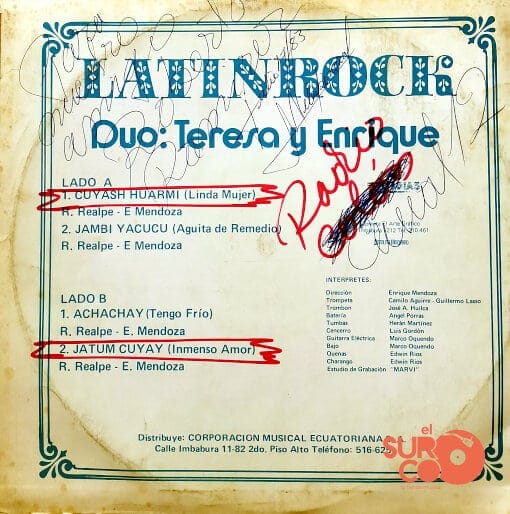 LATINROCK
Duo: Teresa y Enrique
Radio
LADO A
1. CUYASH HUARMI (Linda Mujer)
R. Realpe - E Mendoza
2. JAMBI YACUCU (Aguita de Remedio)
R. Realpe - E. Mendoza
LADO B
1. ACHACHAY (Tengo Frío)
R. Realpe - E. Mendoza
2. JATUM CUYAY (Inmenso Amor)
R. Realpe - E. Mendoza
INTERPRETES:
Dirección Enrique Mendoza
Trompeta Camilo Aguirre - Guillermo Lasso
Trombon José A. Huilca
Batería Angel Porras
Tumbas Herán Martínez
Cencerro Luis Gordón
Guitarra Eléctrica Marco Oquendo
Bajo Marco Oquendo
Quenas Edwin Rios
Charango Edwin Rios
Estudio de Grabación "MARVI"
Distribuye: CORPORACION MUSICAL ECUATORIANA
Calle Imbabura 11-82 2do. Piso Alto Teléfono: 516-62
el
SURCO